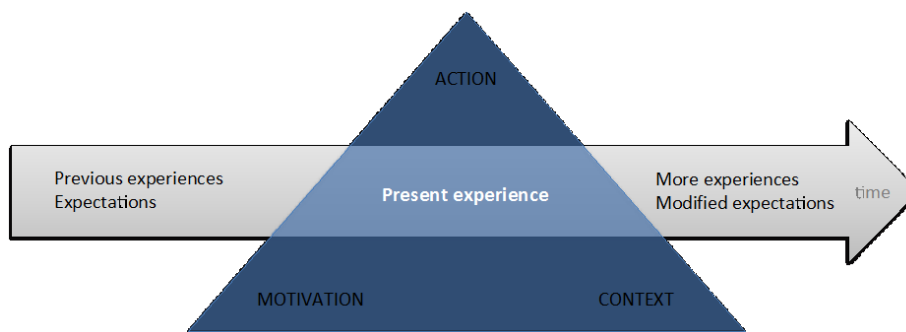 ACTION
Previous experiences
Expectations
Present experience
More experiences
Modified expectations
time
MOTIVATION
CONTEXT